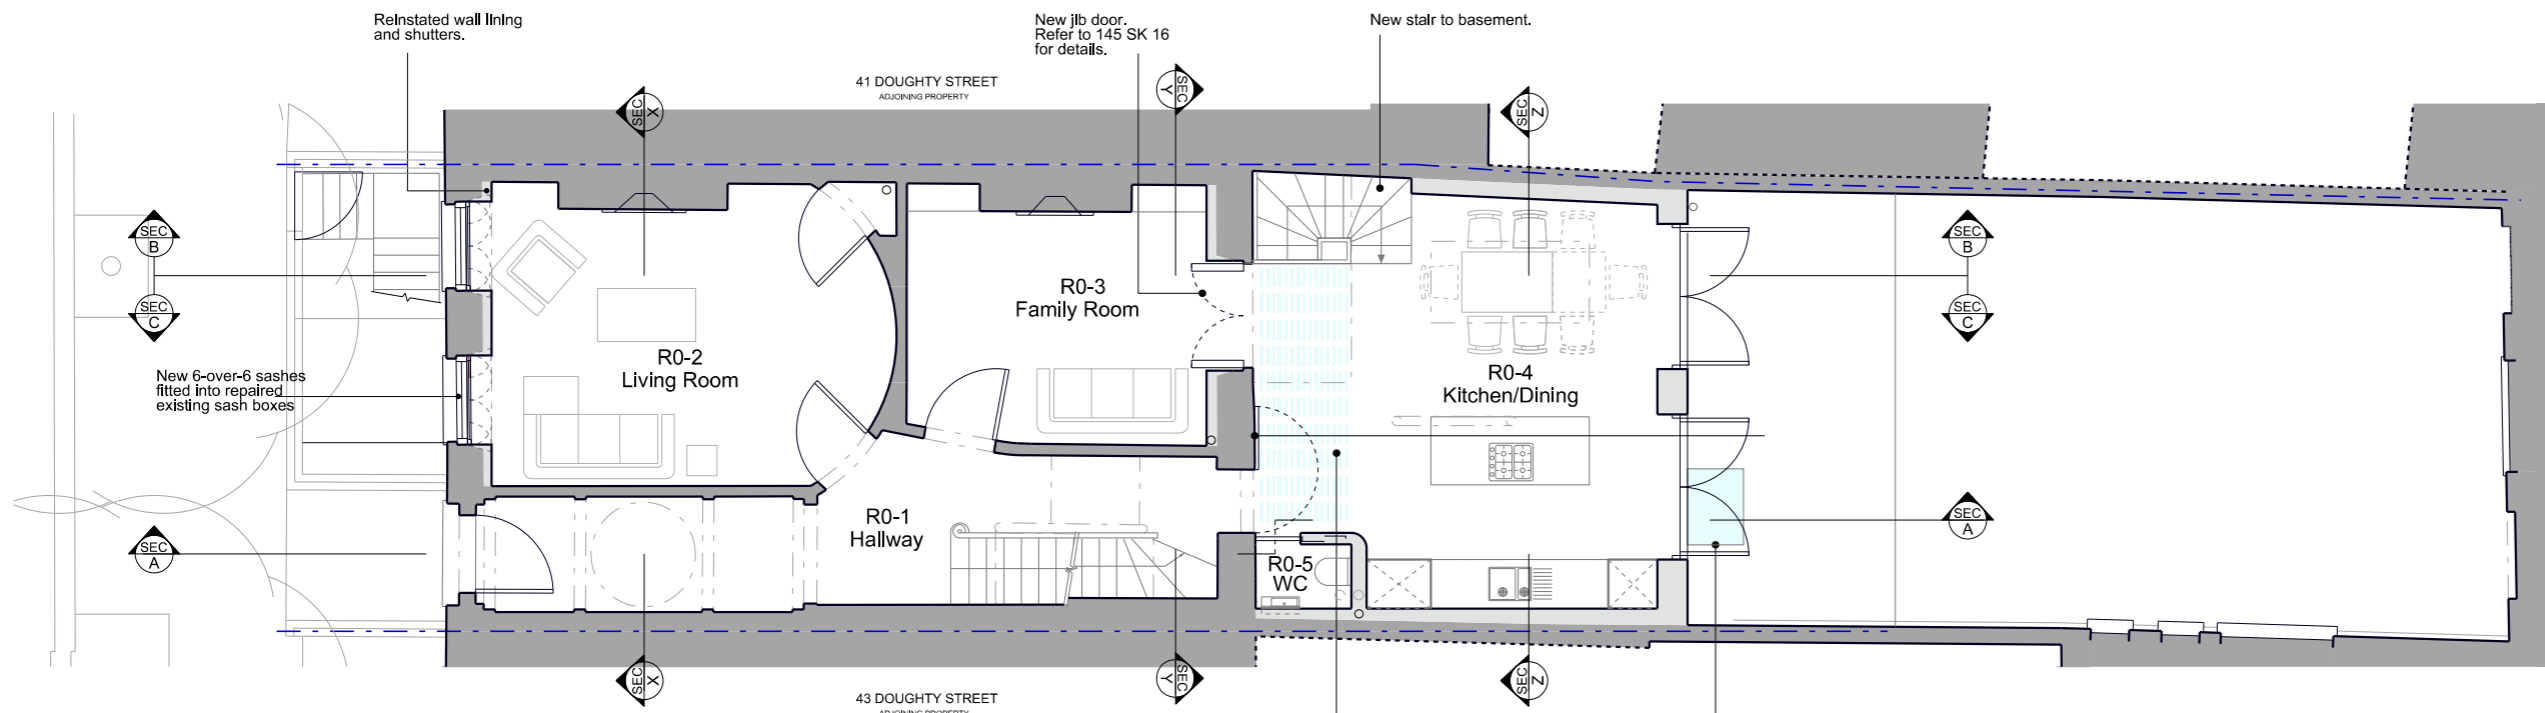 Reinstated wall lining
and shutters.
New jib door.
Refer to 145 SK 16
for details.
New stair to basement.
41 DOUGHTY STREET
ADJOINING PROPERTY
SEC
X
SEC
Y
SEC
Z
SEC
B
SEC
C
SEC
B
SEC
C
R0-3
Family Room
R0-2
Living Room
R0-4
Kitchen/Dining
New 6-over-6 sashes
fitted into repaired
existing sash boxes
R0-1
Hallway
SEC
A
SEC
A
R0-5
WC
SEC
X
SEC
Y
SEC
Z
43 DOUGHTY STREET
ADJOINING PROPERTY